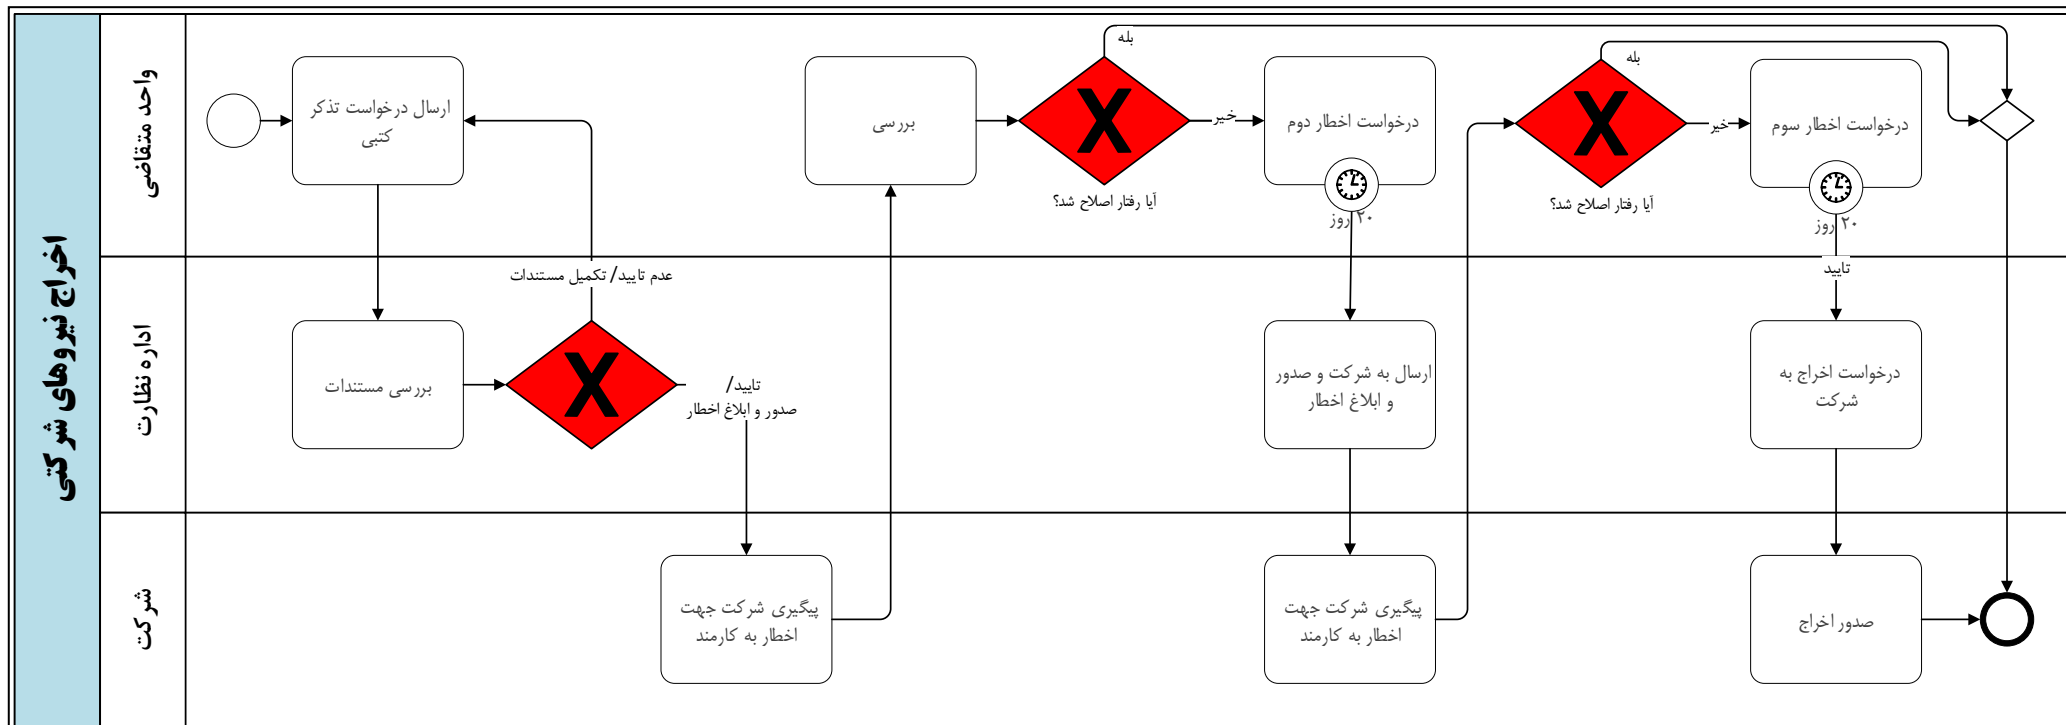 اخراج نیروهای شرکتی
واحد متقاضی
ارسال درخواست تذکر
کتبی
بررسی
بله
خیر
آیا رفتار اصلاح شد؟
درخواست اخطار دوم
۲۰ روز
بله
خیر
آیا رفتار اصلاح شد؟
درخواست اخطار سوم
۲۰ روز
اداره نظارت
بررسی مستندات
عدم تایید/ تکمیل مستندات
تایید/
صدور و ابلاغ اخطار
ارسال به شرکت و صدور
و ابلاغ اخطار
تایید
درخواست اخراج به
شرکت
شرکت
پیگیری شرکت جهت
اخطار به کارمند
پیگیری شرکت جهت
اخطار به کارمند
صدور اخراج